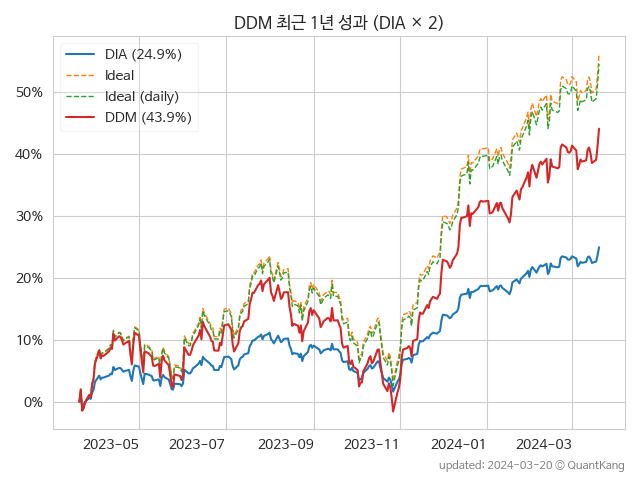 DDM 최근 1년 성과 (DIA × 2)
DIA (24.9%)
Ideal
Ideal (daily)
DDM (43.9%)
50%
40%
30%
20%
10%
0%
2023-05 2023-07 2023-09 2023-11 2024-01 2024-03
updated: 2024-03-20 © QuantKang